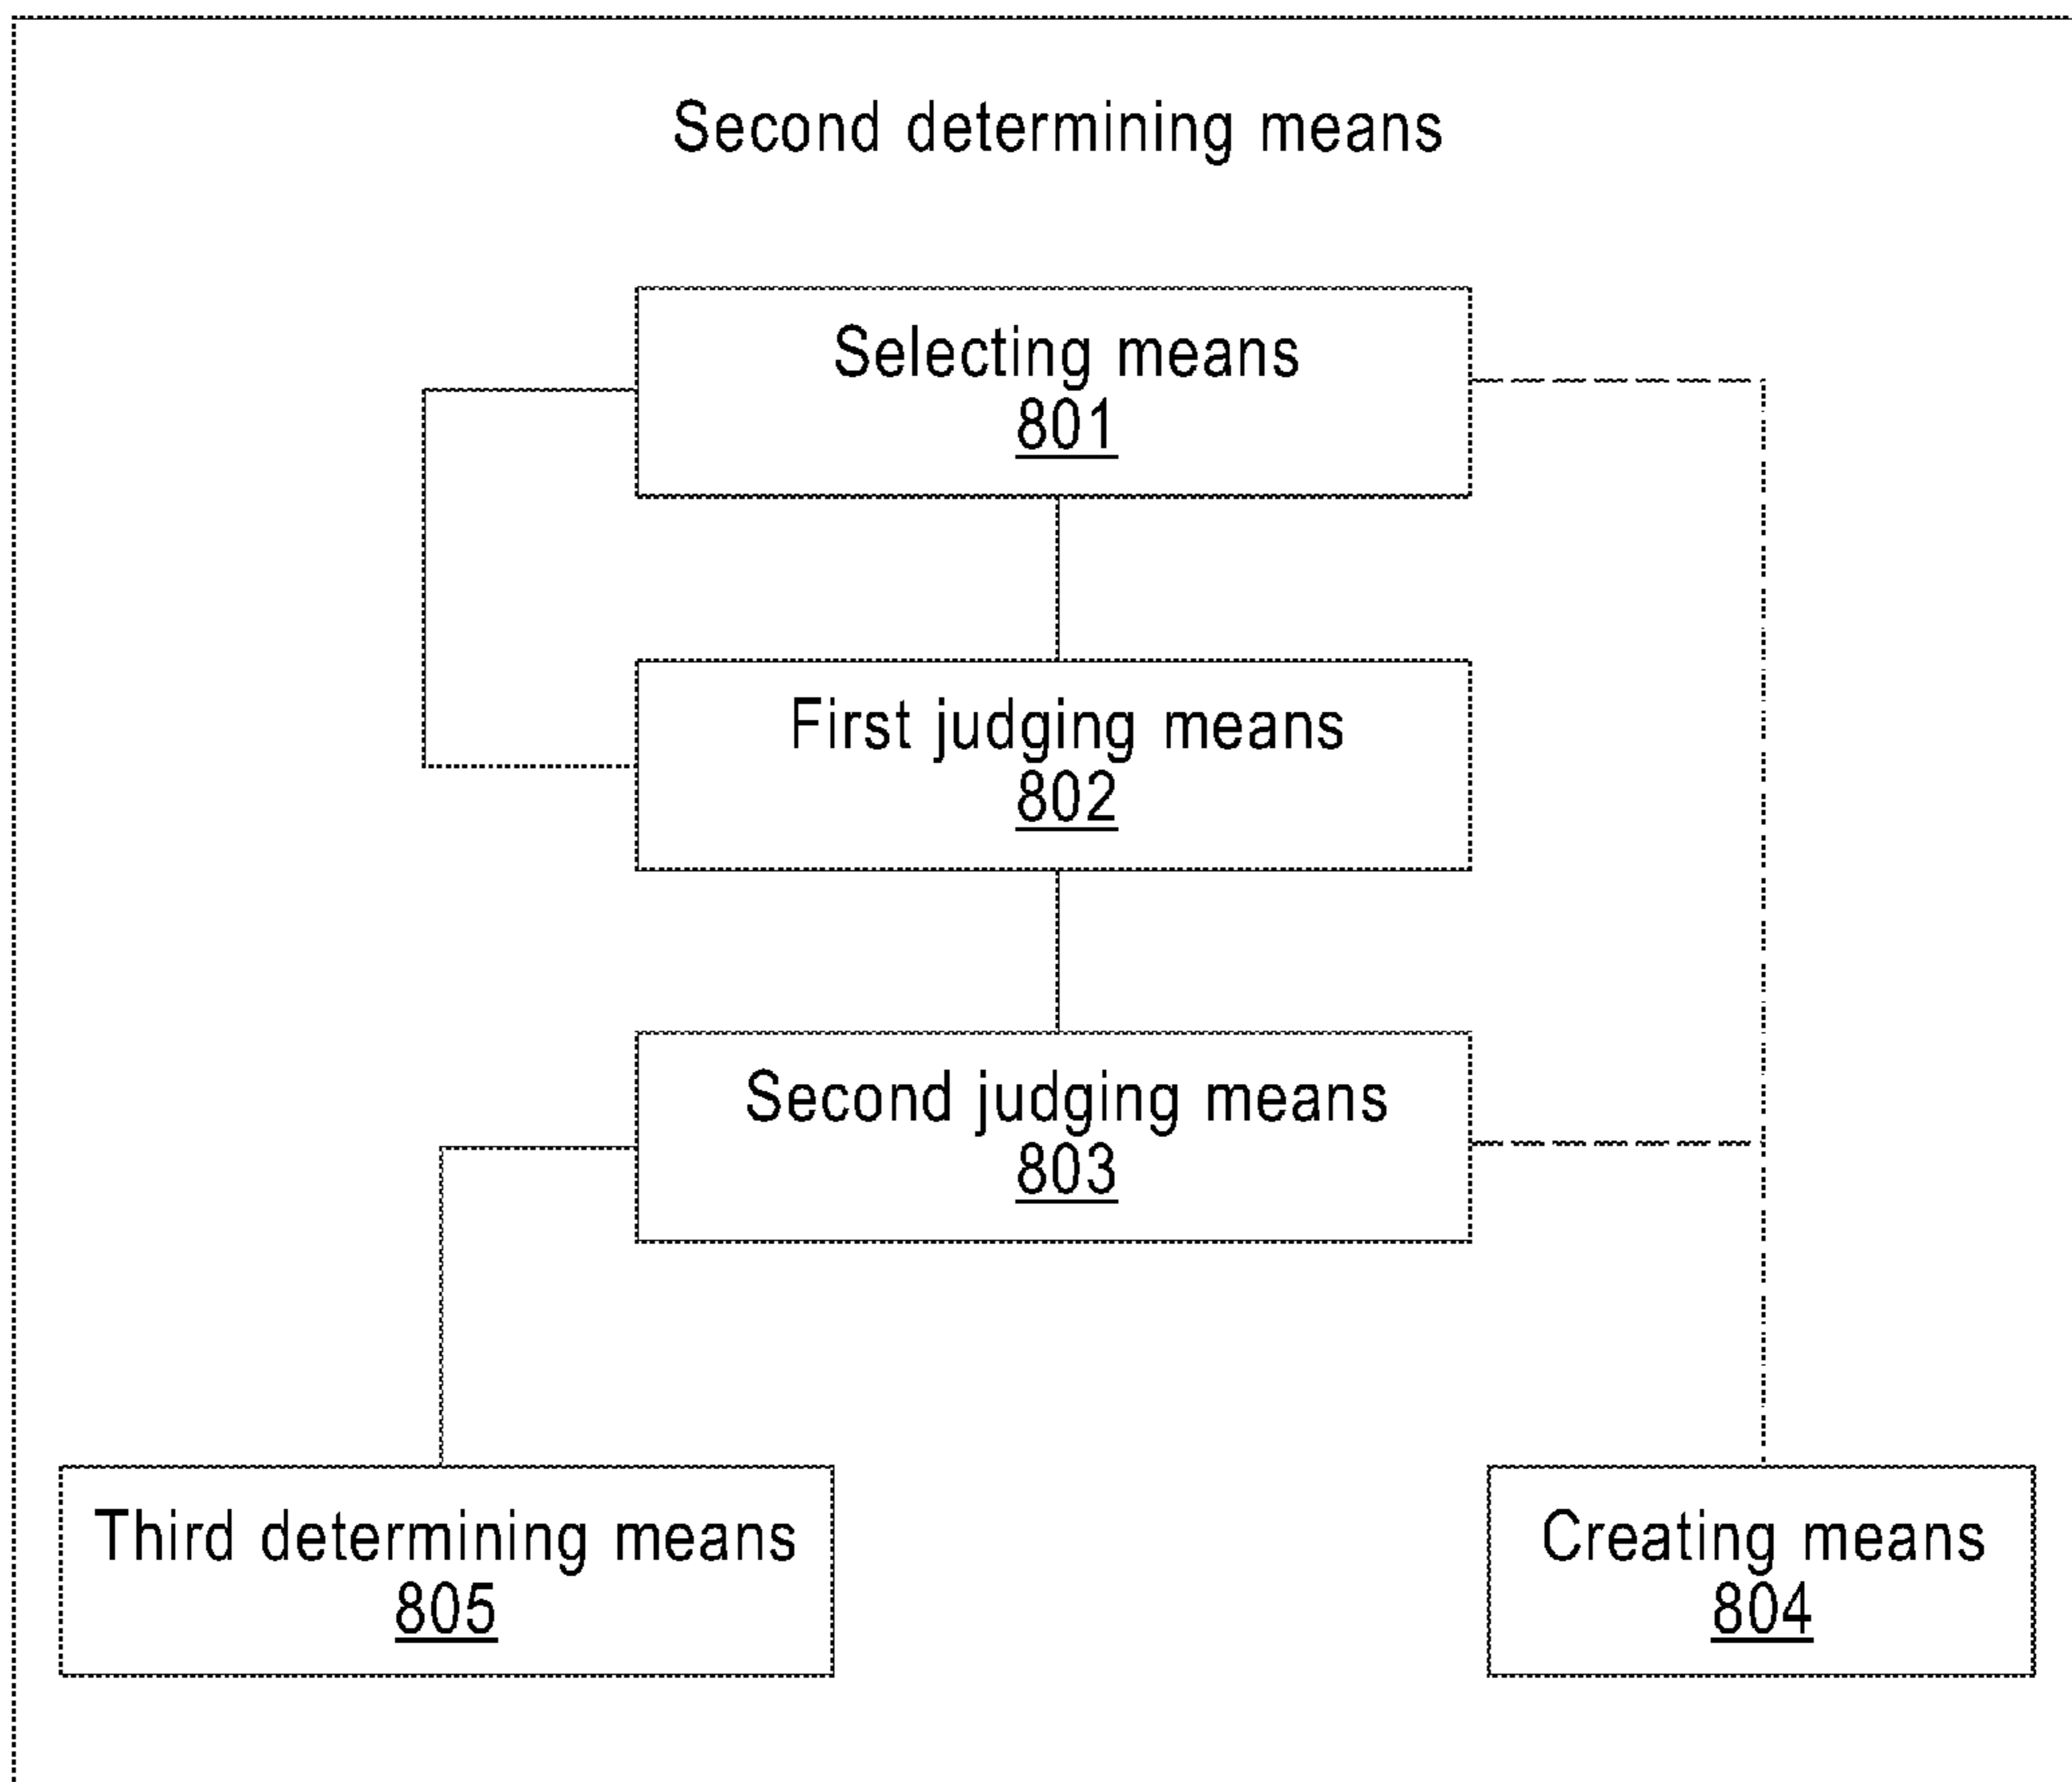 Second determining means
Selecting means
801
First judging means
802
Second judging means
803
Third determining means
805
Creating means
804